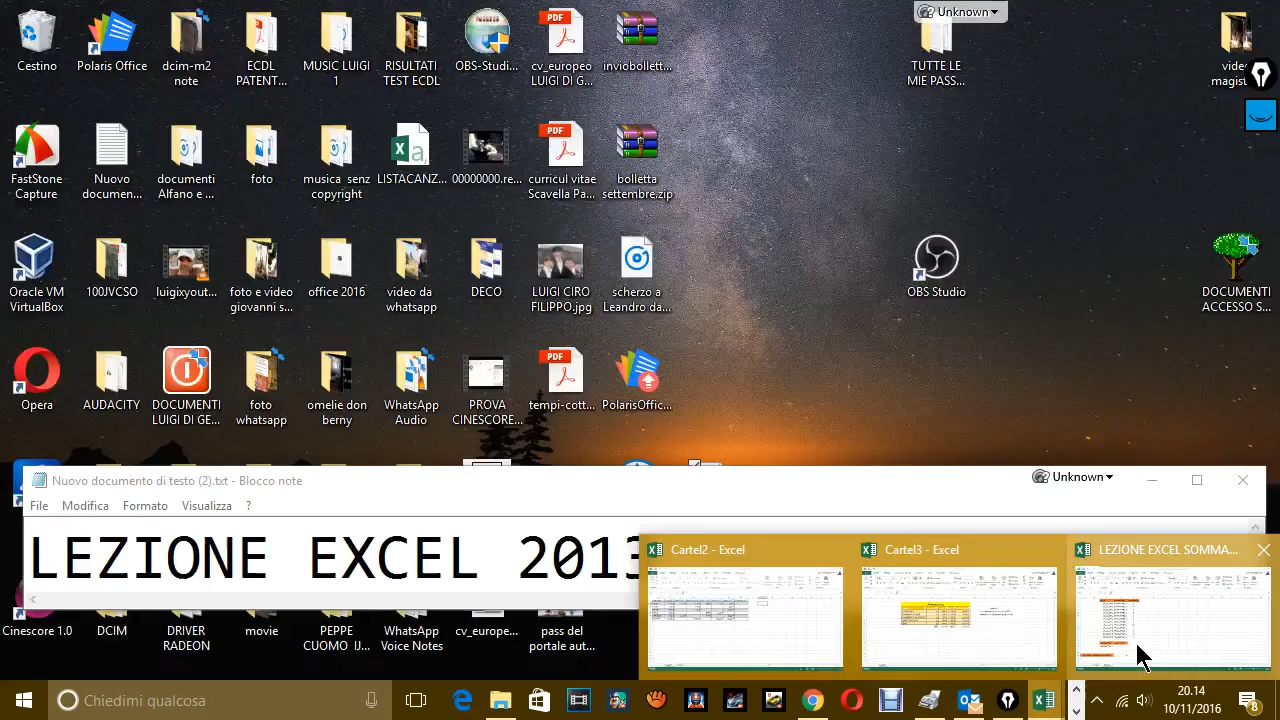 Unknown
Cestino
Polaris Office
dcim-m2
note
ECDL
PATENT...
MUSIC LUIGI
1
RISULTATI
TEST ECDL
OBS-Studi...
cv_europeo
LUIGI DI G...
inviobollett...
TUTTE LE
MIE PASS...
video
magist...
FastStone
Capture
Nuovo
documen...
documenti
Alfano e ...
foto
musica senz
copyright
LISTACANZ...
00000000.re...
curricul vitae
Scavella Pa...
bolletta
settembre.zip
Oracle VM
VirtualBox
100JVCSO
luigixyout...
foto e video
giovanni s...
office 2016
video da
whatsapp
DECO
LUIGI CIRO
FILIPPO.jpg
scherzo a
Leandro da...
OBS Studio
DOCUMENTI
ACCESSO S...
Opera
AUDACITY
DOCUMENTI
LUIGI DI GE...
foto
whatsapp
omelie don
berny
WhatsApp
Audio
PROVA
CINESCORE...
tempi-cott...
PolarisOffic...
Nuovo documento di testo (2).txt - Blocco note
Unknown
File Modifica Formato Visualizza ?
LEZIONE EXCEL 2013
Cartel2 - Excel
Cartel3 - Excel
LEZIONE EXCEL SOMMA...
Cinescore 1.0
DCIM
DRIVER
RADEON
movie
PEPPE
CUOMO IJ...
WhatsApp
Voice Notes
cv_europe...
pass dal
portale aut...
Chiedimi qualcosa
20.14
10/11/2016
8